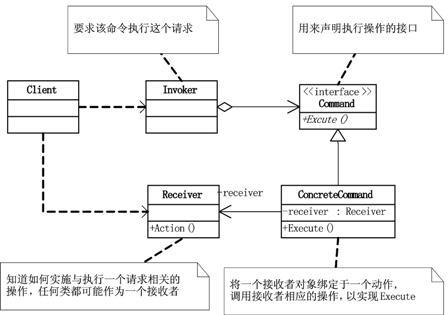 要求该命令执行这个请求
用来声明执行操作的接口
Client
Invoker
<<interface >>
Command
+Excute ()
Receiver
+Action()
-receiver
ConcreteCommand
-receiver : Receiver
+Execute()
知道如何实施与执行一个请求相关的
操作，任何类都可能作为一个接收者
将一个接收者对象绑定于一个动作，
调用接收者相应的操作，以实现Execute